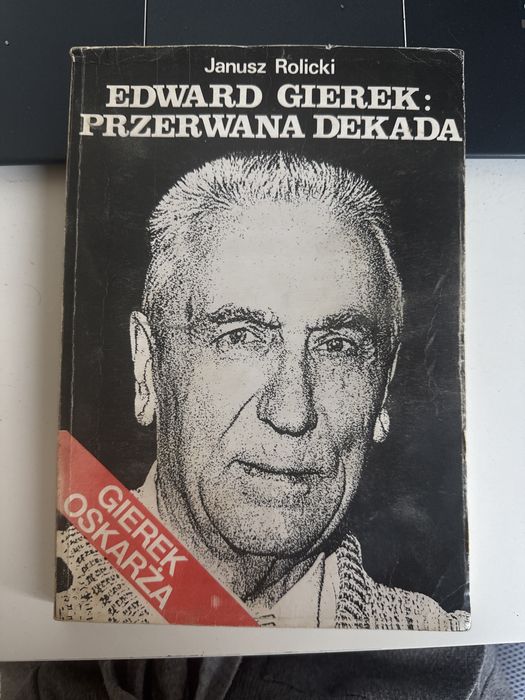 Janusz Rolicki
EDWARD GIEREK:
PRZERWANA DEKADA
GIEREK
OSKARŻA